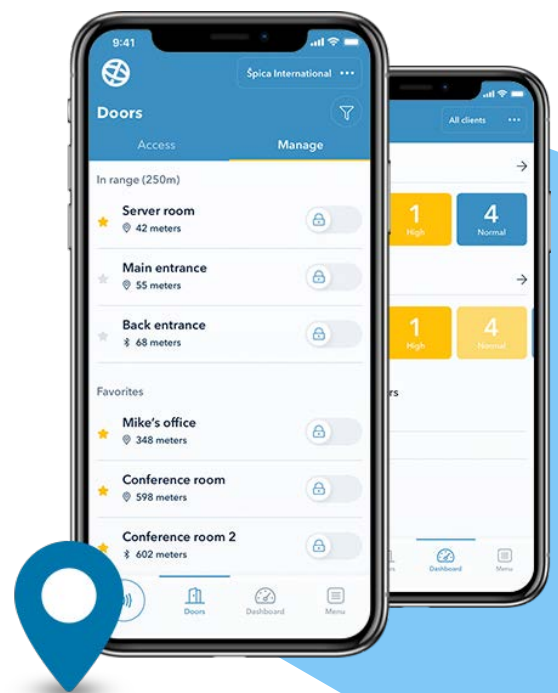 9:41
Špica International
Doors
Access
Manage
In range (250m)
Server room
42 meters
Main entrance
55 meters
Back entrance
68 meters
Favorites
Mike's office
348 meters
Conference room
598 meters
Conference room 2
602 meters
Doors
Dashboard
Menu
All clients
1
High
4
Normal
1
High
4
Normal
rs
Dashboard
Menu